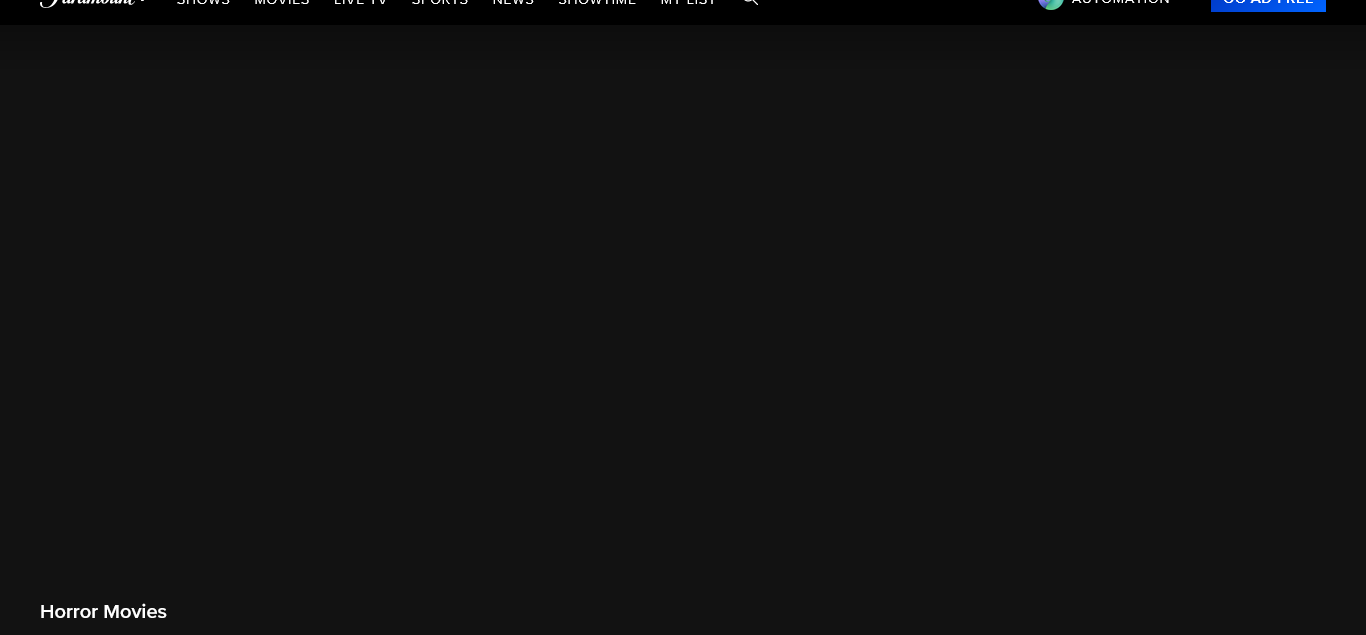 Paramount+
SHOWS MOVIES LIVE TV SPORTS NEWS SHOWTIME MY LIST AUTOMATION GO AD FREE
Horror Movies